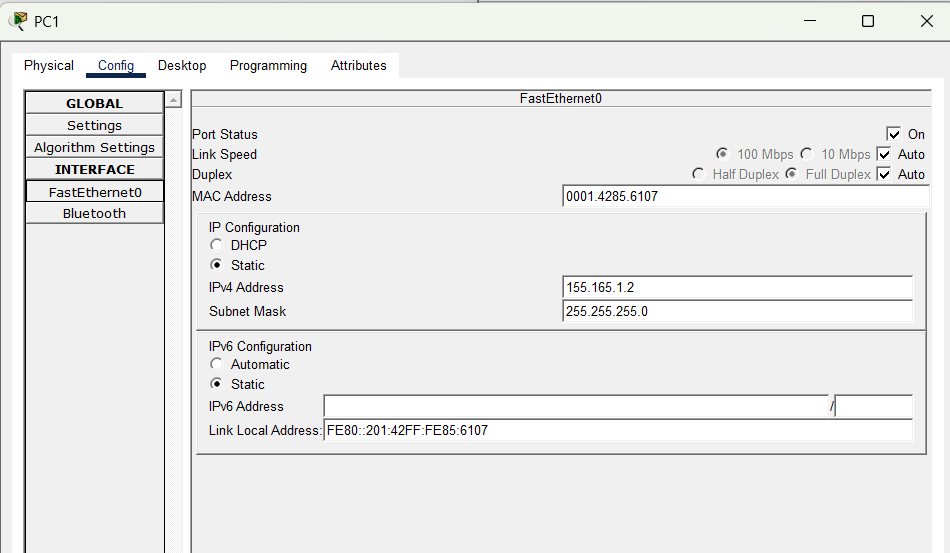 PC1
Physical Config Desktop Programming Attributes
GLOBAL
Settings
Algorithm Settings
INTERFACE
FastEthernet0
Bluetooth
FastEthernet0
Port Status On
Link Speed 100 Mbps 10 Mbps Auto
Duplex Half Duplex Full Duplex Auto
MAC Address 0001.4285.6107
IP Configuration
DHCP
Static
IPv4 Address 155.165.1.2
Subnet Mask 255.255.255.0
IPv6 Configuration
Automatic
Static
IPv6 Address /
Link Local Address: FE80::201:42FF:FE85:6107